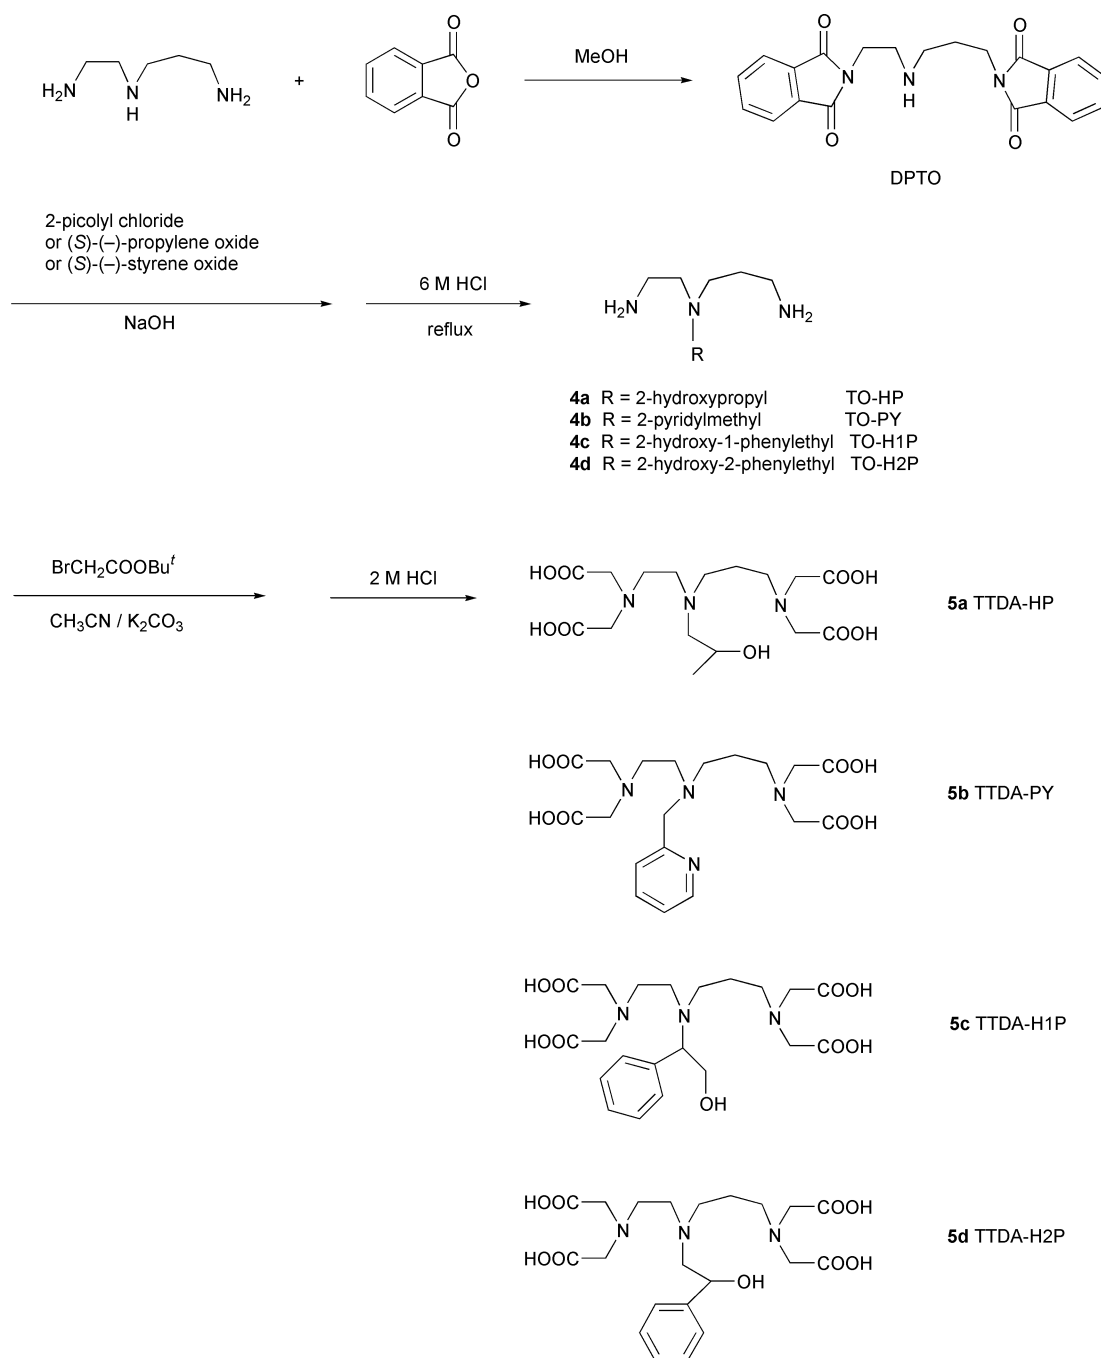 H₂N N H NH₂ + O O O MeOH O N O N H O N O
DPTO
2-picolyl chloride
or (S)-(–)-propylene oxide
or (S)-(–)-styrene oxide
NaOH
6 M HCl
reflux
H₂N N NH₂
R
4a R = 2-hydroxypropyl TO-HP
4b R = 2-pyridylmethyl TO-PY
4c R = 2-hydroxy-1-phenylethyl TO-H1P
4d R = 2-hydroxy-2-phenylethyl TO-H2P
BrCH₂COOBuᵗ
CH₃CN / K₂CO₃
2 M HCl
HOOC COOH
N N N
HOOC COOH
OH
5a TTDA-HP
HOOC COOH
N N N
HOOC COOH
N
5b TTDA-PY
HOOC COOH
N N N
HOOC COOH
OH
5c TTDA-H1P
HOOC COOH
N N N
HOOC COOH
OH
5d TTDA-H2P